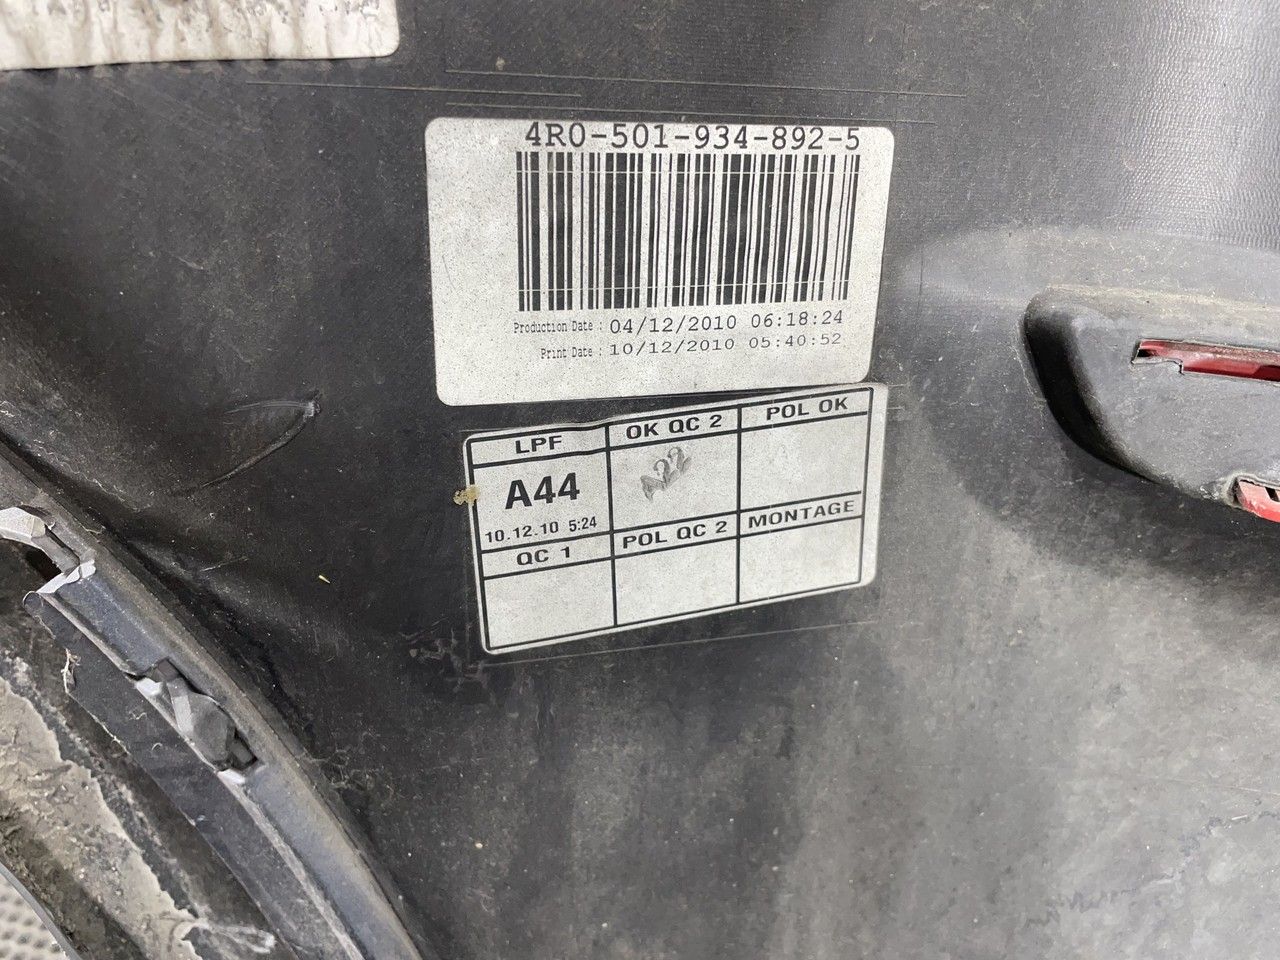 4R0-501-934-892-5
Production Date : 04/12/2010 06:18:24
Print Date : 10/12/2010 05:40:52
LPF OK QC 2 POL OK
A44 A22
10.12.10 5:24
QC 1 POL QC 2 MONTAGE